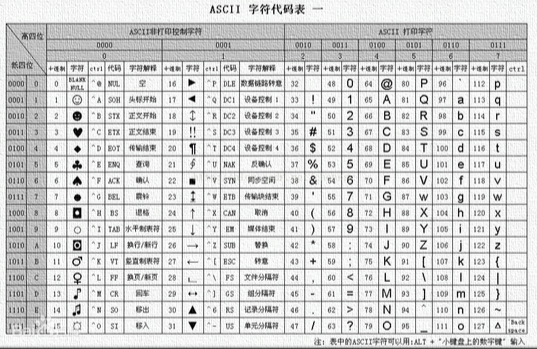 ASCII 字符代码表 一
高四位 ASCII非打印控制字符 ASCII 打印字符
0000 0001 0010 0011 0100 0101 0110 0111
0 1 2 3 4 5 6 7
低四位 十进制 字符 ctrl 代码 字符解释 十进制 字符 ctrl 代码 字符解释 十进制 字符 十进制 字符 十进制 字符 十进制 字符 十进制 字符 十进制 字符 ctrl
0000 0 0 BLANK NULL ^@ NUL 空 16 ► ^P DLE 数据链路转意 32 48 0 64 @ 80 P 96 ` 112 p
0001 1 1 ☺ ^A SOH 头标开始 17 ◄ ^Q DC1 设备控制 1 33 ! 49 1 65 A 81 Q 97 a 113 q
0010 2 2 ☻ ^B STX 正文开始 18 ↕ ^R DC2 设备控制 2 34 " 50 2 66 B 82 R 98 b 114 r
0011 3 3 ♥ ^C ETX 正文结束 19 ‼ ^S DC3 设备控制 3 35 # 51 3 67 C 83 S 99 c 115 s
0100 4 4 ♦ ^D EOT 传输结束 20 ¶ ^T DC4 设备控制 4 36 $ 52 4 68 D 84 T 100 d 116 t
0101 5 5 ♣ ^E ENQ 查询 21 ∮ ^U NAK 反确认 37 % 53 5 69 E 85 U 101 e 117 u
0110 6 6 ♠ ^F ACK 确认 22 ■ ^V SYN 同步空闲 38 & 54 6 70 F 86 V 102 f 118 v
0111 7 7 ● ^G BEL 震铃 23 ↨ ^W ETB 传输块结束 39 ' 55 7 71 G 87 w 103 g 119 w
1000 8 8 ◘ ^H BS 退格 24 ↑ ^X CAN 取消 40 ( 56 8 72 H 88 X 104 h 120 x
1001 9 9 ○ ^I TAB 水平制表符 25 ↓ ^Y EM 媒体结束 41 ) 57 9 73 I 89 Y 105 i 121 y
1010 A 10 ◙ ^J LF 换行/新行 26 → ^Z SUB 替换 42 * 58 : 74 J 90 Z 106 j 122 z
1011 B 11 ♂ ^K VT 竖直制表符 27 ← ^[ ESC 转意 43 + 59 ; 75 K 91 [ 107 k 123 {
1100 C 12 ♀ ^L FF 换页/新页 28 ∟ ^\ FS 文件分隔符 44 , 60 < 76 L 92 \ 108 l 124 |
1101 D 13 ♪ ^M CR 回车 29 ↔ ^] GS 组分隔符 45 - 61 = 77 M 93 ] 109 m 125 }
1110 E 14 ♫ ^N SO 移出 30 ▲ ^6 RS 记录分隔符 46 . 62 > 78 N 94 ^ 110 n 126 ~
15 ☼ ^O SI 移入 31 ▼ ^- US 单元分隔符 47 / 63 ? 79 O 95 _ 111 o 127 Δ ^Back space
注：表中的ASCII字符可以用:ALT + "小键盘上的数字键" 输入